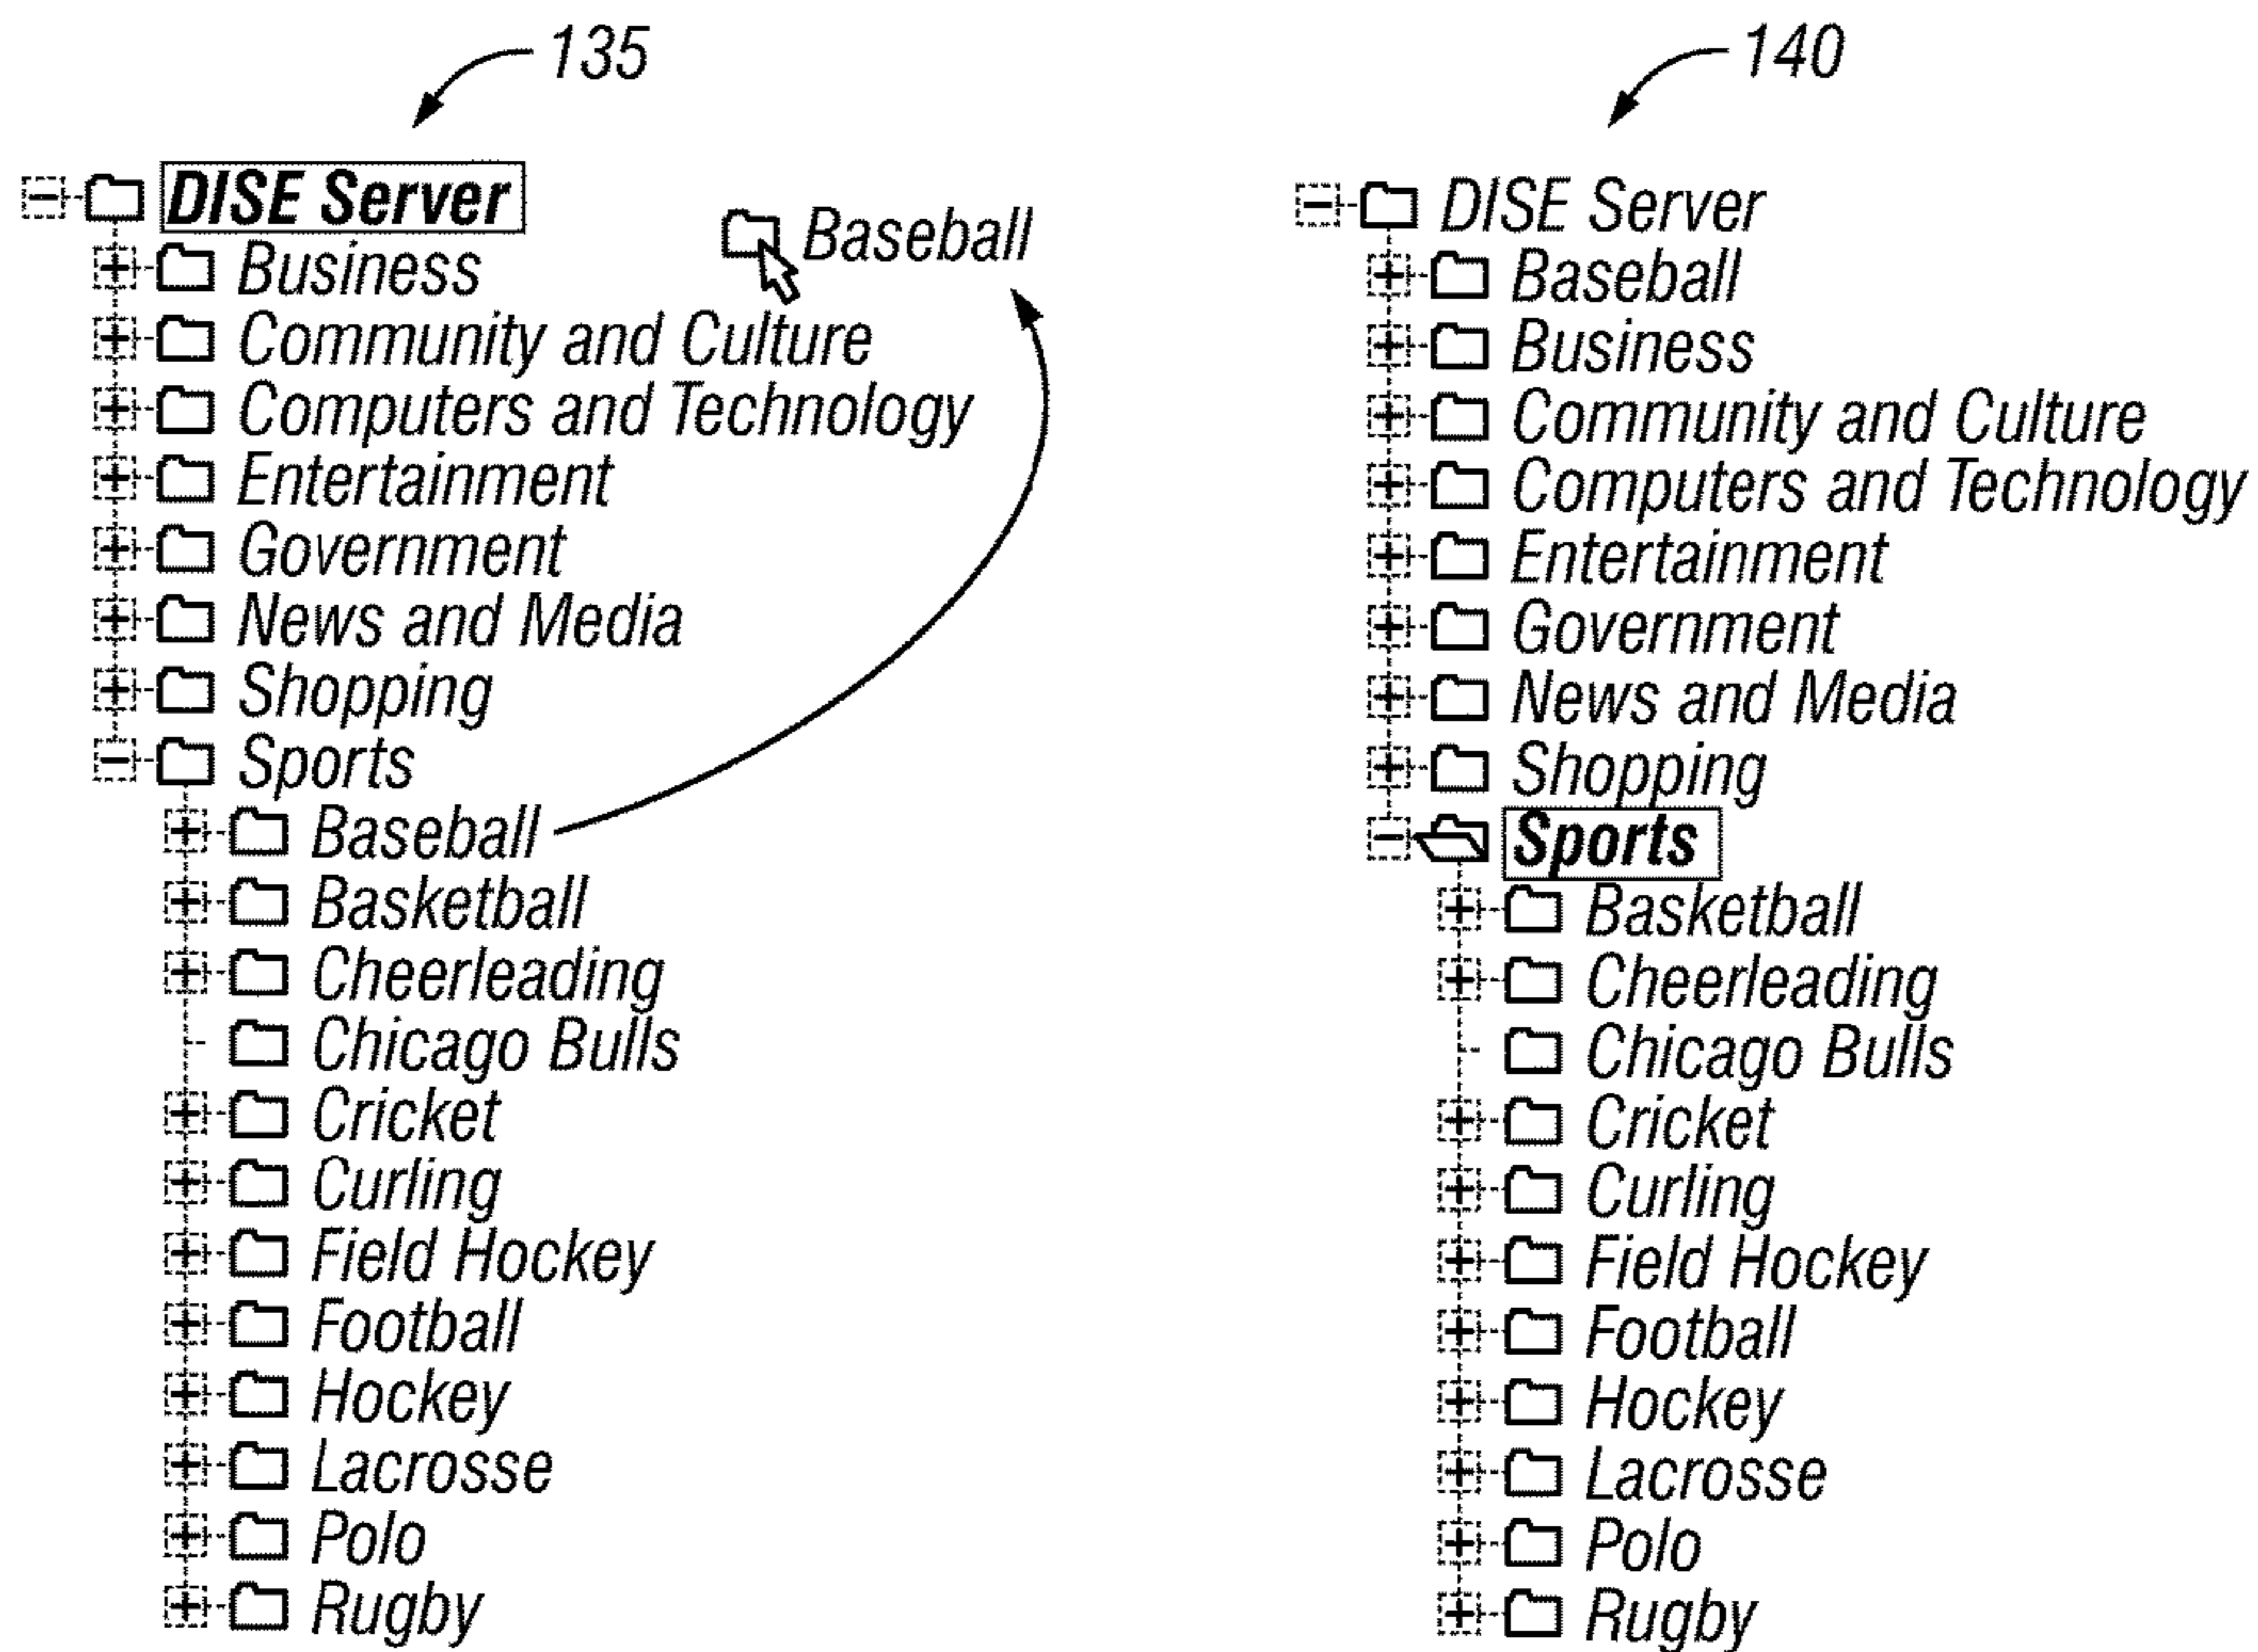 135
DISE Server
Baseball
Business
Community and Culture
Computers and Technology
Entertainment
Government
News and Media
Shopping
Sports
Baseball
Basketball
Cheerleading
Chicago Bulls
Cricket
Curling
Field Hockey
Football
Hockey
Lacrosse
Polo
Rugby
140
DISE Server
Baseball
Business
Community and Culture
Computers and Technology
Entertainment
Government
News and Media
Shopping
Sports
Basketball
Cheerleading
Chicago Bulls
Cricket
Curling
Field Hockey
Football
Hockey
Lacrosse
Polo
Rugby